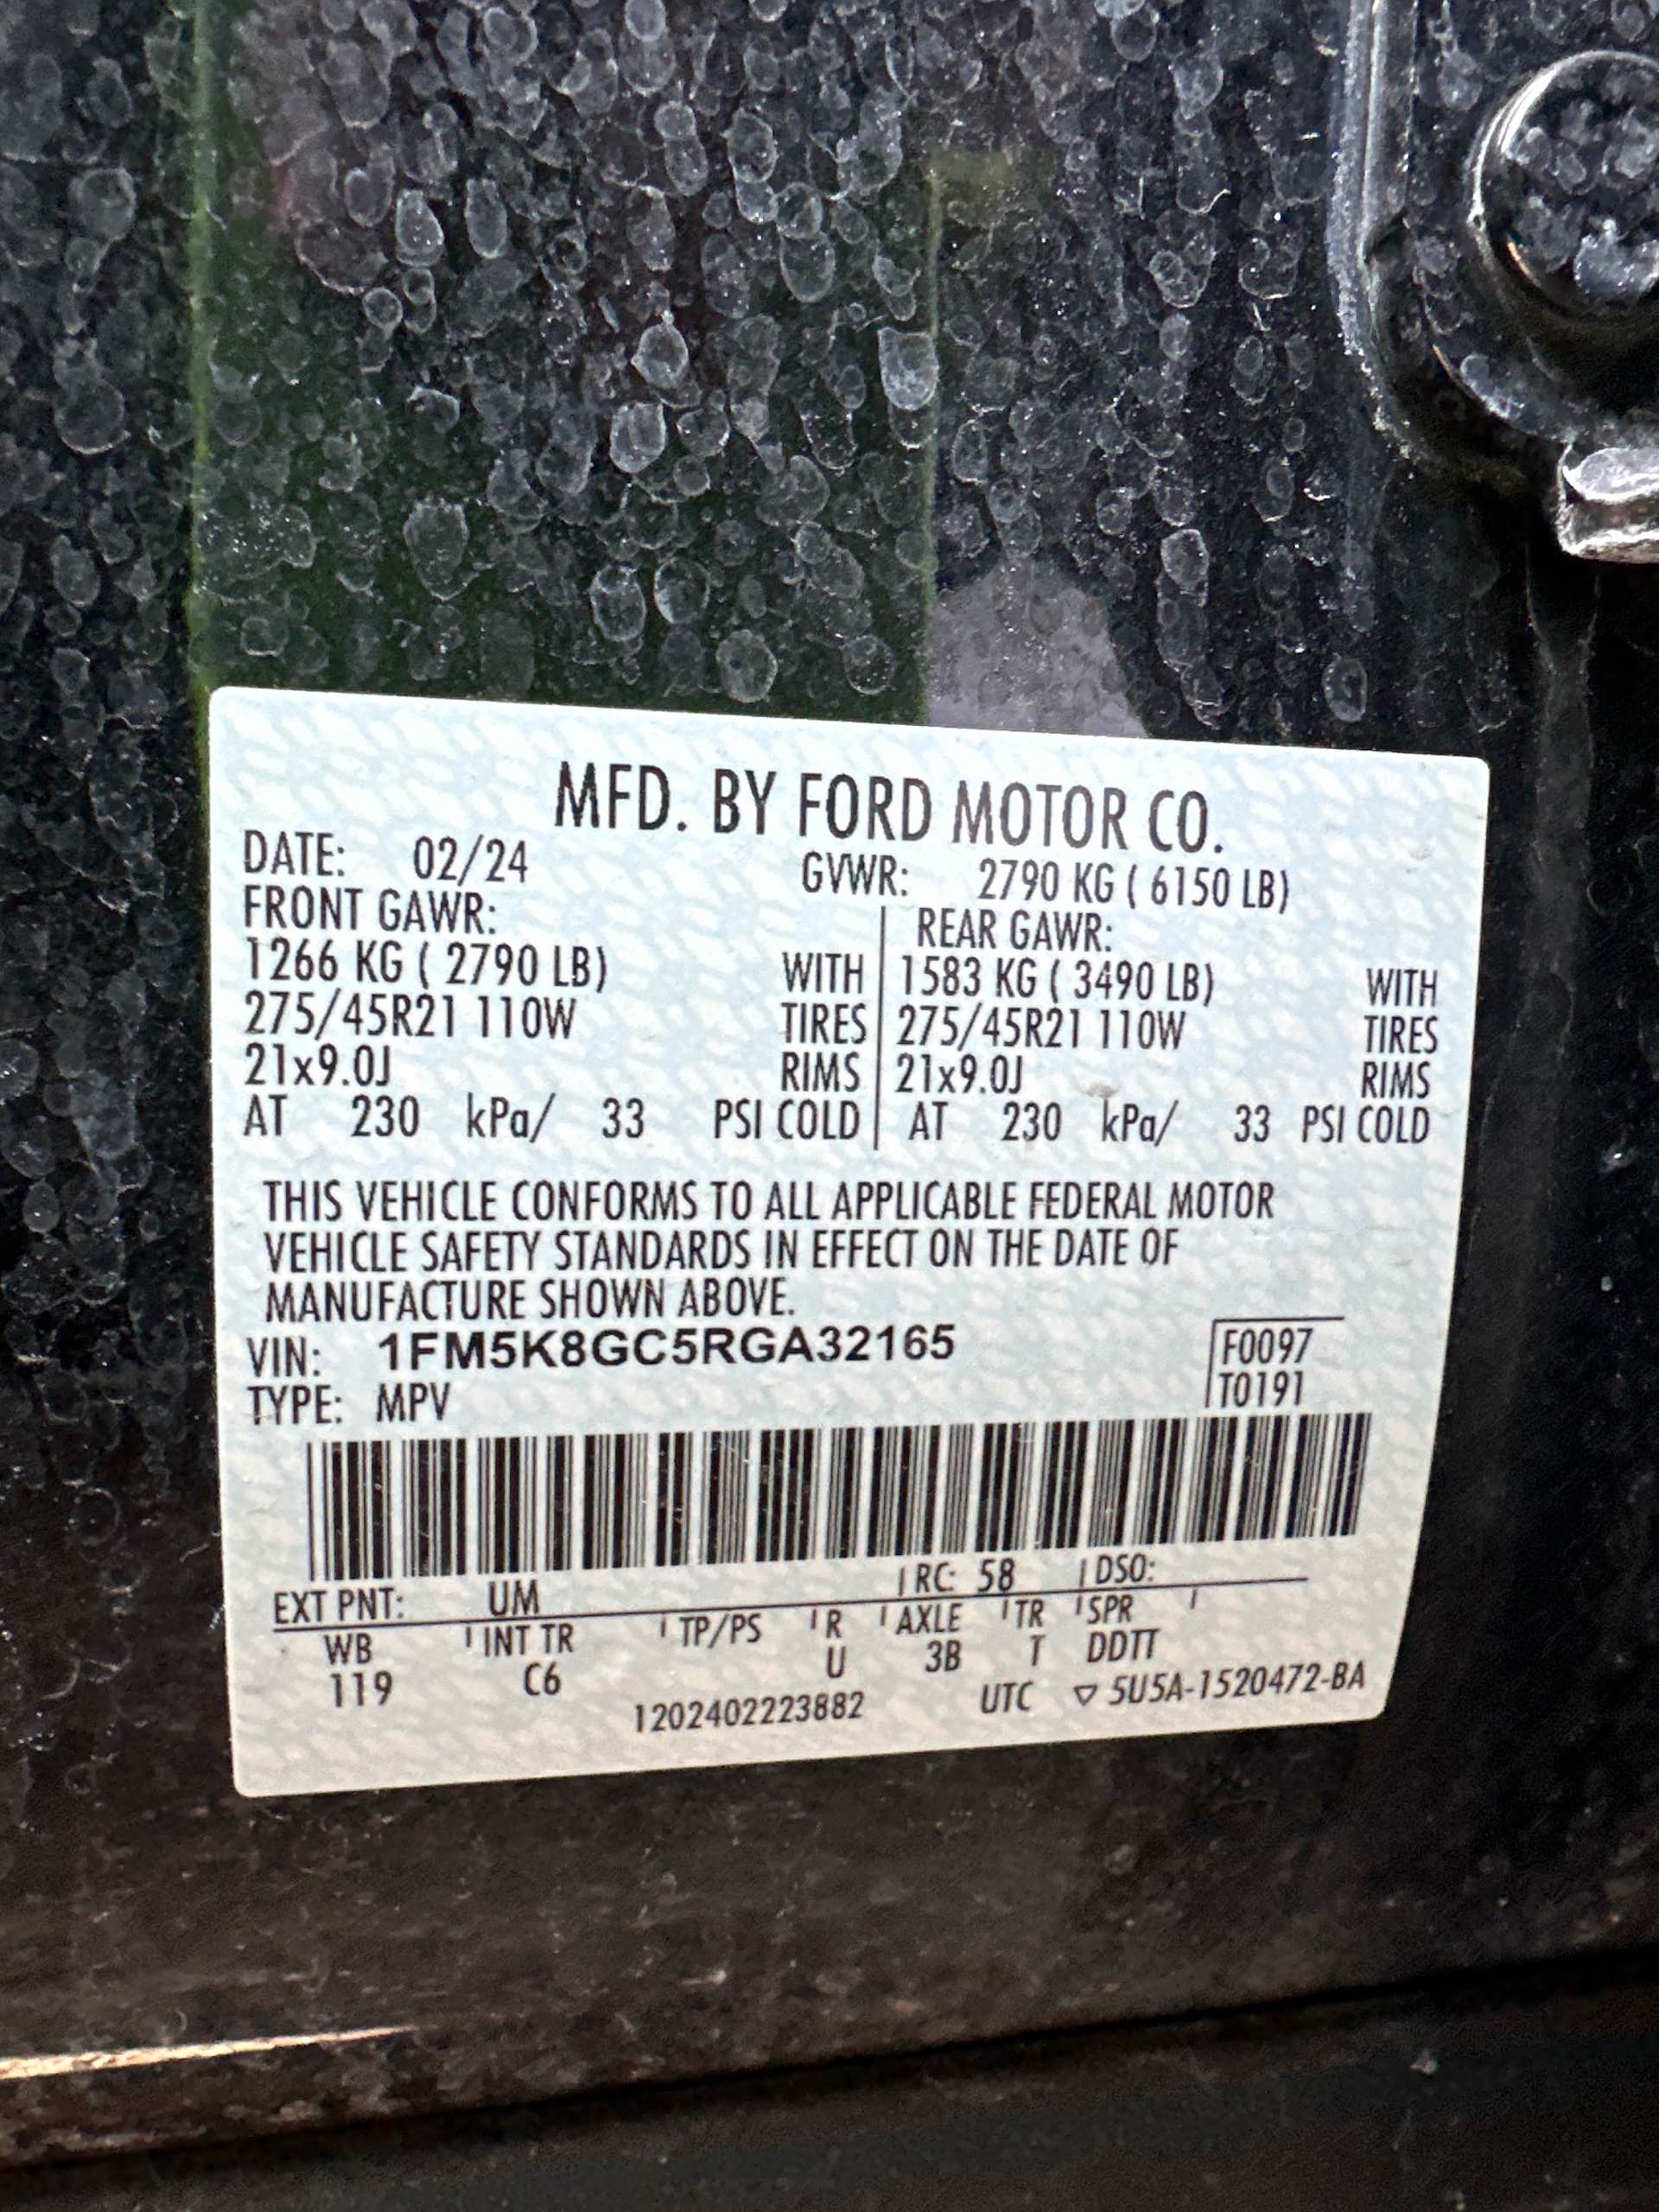 MFD. BY FORD MOTOR CO.
DATE: 02/24 GVWR: 2790 KG ( 6150 LB)
FRONT GAWR: REAR GAWR:
1266 KG ( 2790 LB) WITH 1583 KG ( 3490 LB) WITH
275/45R21 110W TIRES 275/45R21 110W TIRES
21x9.0J RIMS 21x9.0J RIMS
AT 230 kPa/ 33 PSI COLD AT 230 kPa/ 33 PSI COLD
THIS VEHICLE CONFORMS TO ALL APPLICABLE FEDERAL MOTOR
VEHICLE SAFETY STANDARDS IN EFFECT ON THE DATE OF
MANUFACTURE SHOWN ABOVE.
VIN: 1FM5K8GC5RGA32165 F0097
TYPE: MPV T0191
EXT PNT: UM RC: 58 DSO:
WB INT TR TP/PS R AXLE TR SPR
119 C6 U 3B T DDTT
1202402223882 UTC ▽ 5U5A-1520472-BA